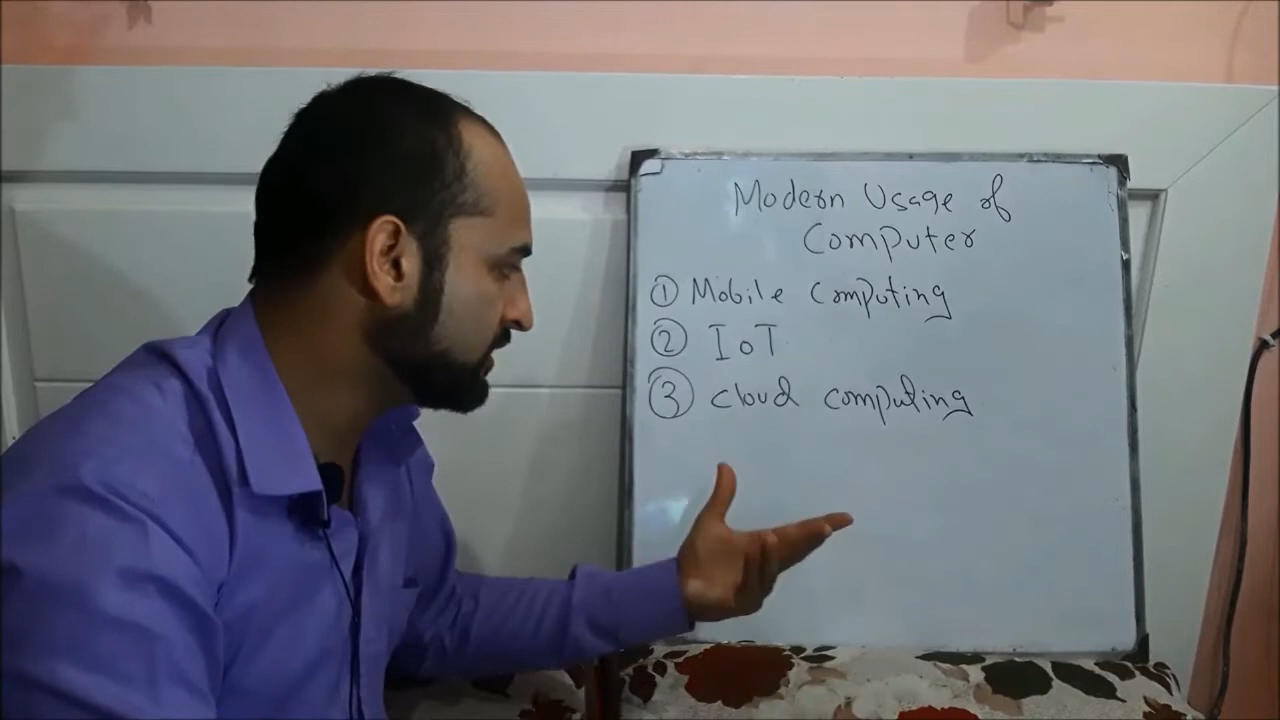 Modern Usage of
Computer
① Mobile Computing
② IoT
③ Cloud computing